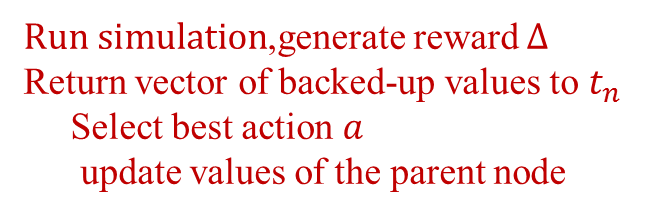 Run simulation,generate reward Δ
Return vector of backed-up values to tₙ
Select best action a
update values of the parent node